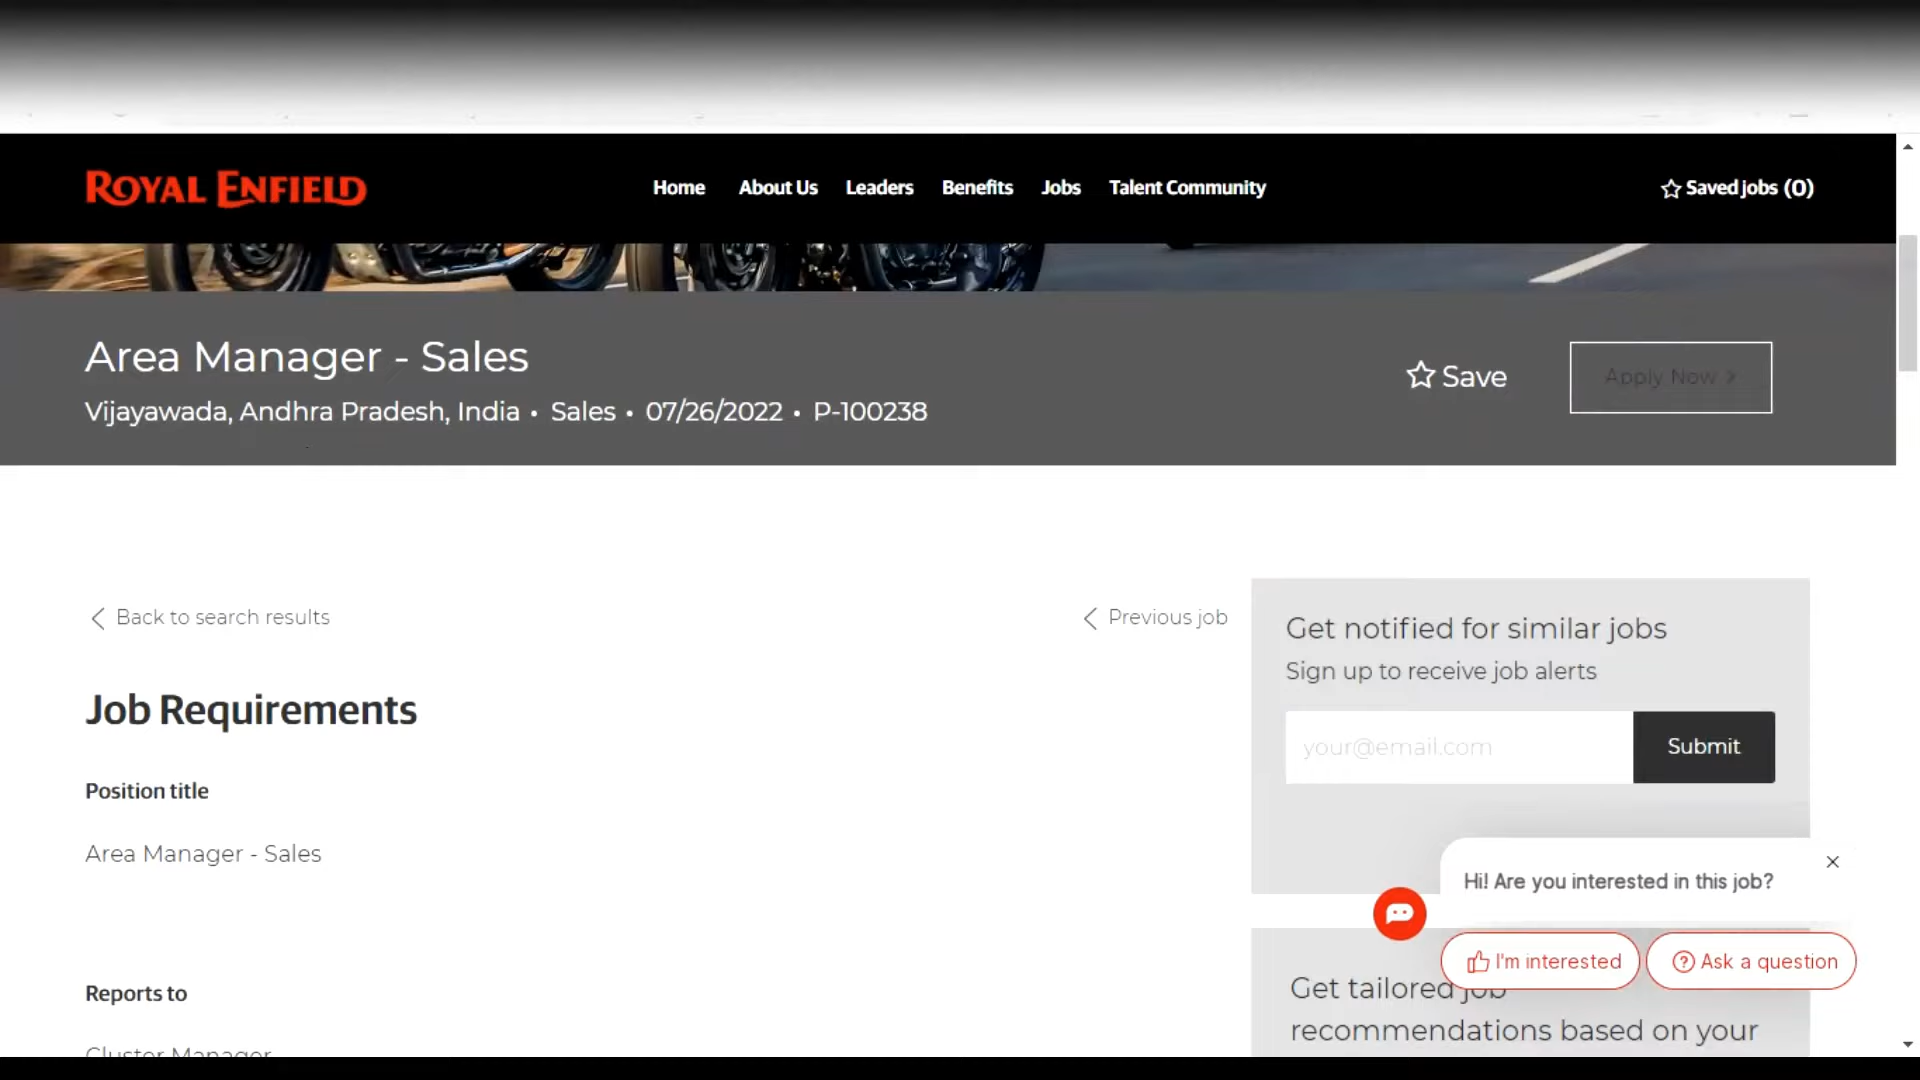 ROYAL ENFIELD
Home About Us Leaders Benefits Jobs Talent Community
Saved jobs (0)
Area Manager - Sales
Vijayawada, Andhra Pradesh, India • Sales • 07/26/2022 • P-100238
Save
Apply Now
Back to search results
Previous job
Job Requirements
Position title
Area Manager - Sales
Reports to
Cluster Manager
Get notified for similar jobs
Sign up to receive job alerts
your@email.com
Submit
Hi! Are you interested in this job?
I'm interested
Ask a question
Get tailored job
recommendations based on your